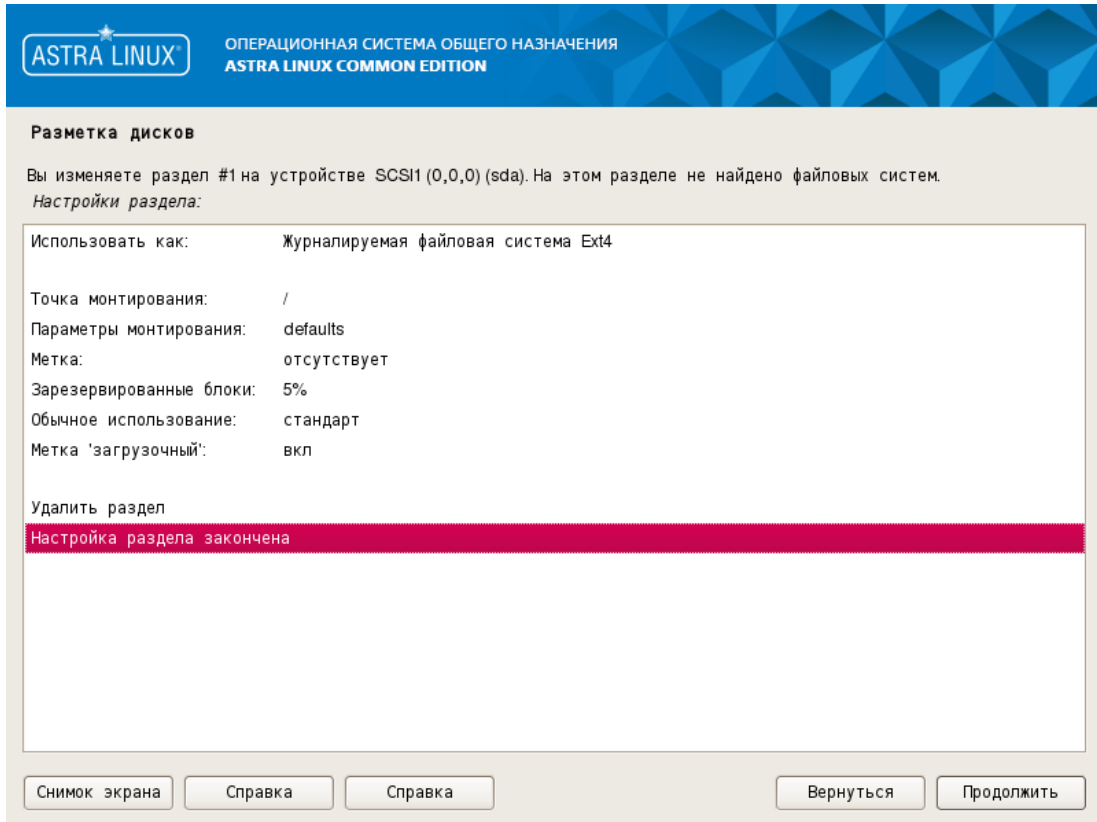 ASTRA LINUX®
ОПЕРАЦИОННАЯ СИСТЕМА ОБЩЕГО НАЗНАЧЕНИЯ
ASTRA LINUX COMMON EDITION
Разметка дисков
Вы изменяете раздел #1 на устройстве SCSI1 (0,0,0) (sda). На этом разделе не найдено файловых систем.
Настройки раздела:
Использовать как: Журналируемая файловая система Ext4
Точка монтирования: /
Параметры монтирования: defaults
Метка: отсутствует
Зарезервированные блоки: 5%
Обычное использование: стандарт
Метка 'загрузочный': вкл
Удалить раздел
Настройка раздела закончена
Снимок экрана Справка Справка Вернуться Продолжить